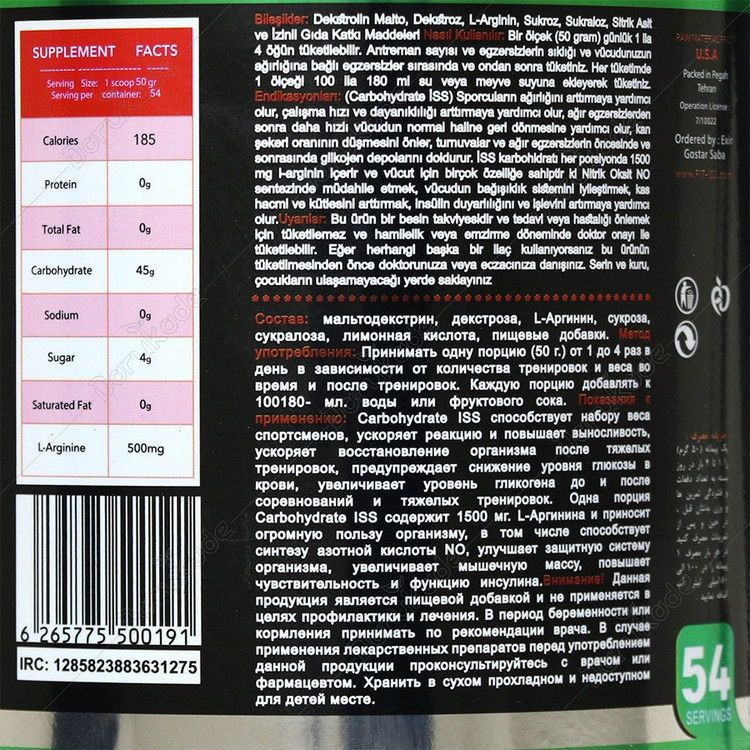 SUPPLEMENT FACTS
Serving Size: 1 scoop 50 gr
Serving per container: 54
Calories 185
Protein 0g
Total Fat 0g
Carbohydrate 45g
Sodium 0g
Sugar 4g
Saturated Fat 0g
L-Arginine 500mg
6 265775 500191
IRC: 1285823883631275
Bileşikler: Dekstrolin Malto, Dekstroz, L-Arginin, Sukroz, Sukraloz, Sitrik Asit
ve İzinli Gıda Katkı Maddeleri Nasıl Kullanılır: Bir ölçek (50 gram) günlük 1 ila
4 öğün tüketilebilir. Antreman sayısı ve egzersizlerin sıklığı ve vücudunuzun
ağırlığına bağlı egzersizler sırasında ve ondan sonra tüketiniz. Her tütketimde
1 ölçeği 100 ila 180 ml su veya meyve suyuna ekleyerek tüketiniz.
Endikasyonları: (Carbohydrate İSS) Sporcuların ağırlığını arttırmaya yardımcı
olur, çalışma hızı ve dayanıklılığı arttırmaya yardımcı olur, ağır egzersizlerden
sonra daha hızlı vücudun normal haline geri dönmesine yardımcı olur, kan
şekeri oranının düşmesini önler, turnuvalar ve ağır egzersizlerin öncesinde ve
sonrasında glikojen depolarını doldurur. İSS karbohidratı her porsiyonda 1500
mg l-arginin içerir ve vücut için birçok özelliğe sahiptir ki Nitrik Oksit NO
sentezinde müdahile etmek, vücudun bağışıklık sistemini iyileştirmek, kas
hacmi ve kütlesini arttırmak, insülin duyarlılığını ve işlevini artırmaya yardımcı
olur.Uyarılar: Bu ürün bir besin takviyesidir ve tedavi veya hastalığı önlemek
için tüketilemez ve hamilelik veya emzirme döneminde doktor onayı ile
tüketilebilir. Eğer herhangi başka bir ilaç kullanıyorsanız bu ürünün
tüketilmesinden önce doktorunuza veya eczacınıza danışınız. Serin ve kuru,
çocukların ulaşamayacağı yerde saklayınız
Состав: мальтодекстрин, декстроза, L-Аргинин, сукроза,
сукралоза, лимонная кислота, пищевые добавки. Метод
употребления: Принимать одну порцию (50 г.) от 1 до 4 раз в
день в зависимости от количества тренировок и веса во
время и после тренировок. Каждую порцию добавлять к
100180- мл. воды или фруктового сока. Показания к
применению: Carbohydrate ISS способствует набору веса
спортсменов, ускоряет реакцию и повышает выносливость,
ускоряет восстановление организма после тяжелых
тренировок, предупреждает снижение уровня глюкозы в
крови, увеличивает уровень гликогена до и после
соревнований и тяжелых тренировок. Одна порция
Carbohydrate ISS содержит 1500 мг. L-Аргинина и приносит
огромную пользу организму, в том числе способствует
синтезу азотной кислоты NO, улучшает защитную систему
организма, увеличивает мышечную массу, повышает
чувствительность и функцию инсулина.Внимание! Данная
продукция является пищевой добавкой и не применяется в
целях профилактики и лечения. В период беременности или
кормления принимать по рекомендации врача. В случае
применения лекарственных препаратов перед употреблением
данной продукции проконсультируйтесь с врачом или
фармацевтом. Хранить в сухом прохладном и недоступном
для детей месте.
RAW MATERIAL FROM
U.S.A
Packed in Pegah
Tehran
Operation License :
7/10022
Ordered by : Exir
Gostar Saba
WWW.FIT-ISS.COM
54
SERVINGS
Dorukade